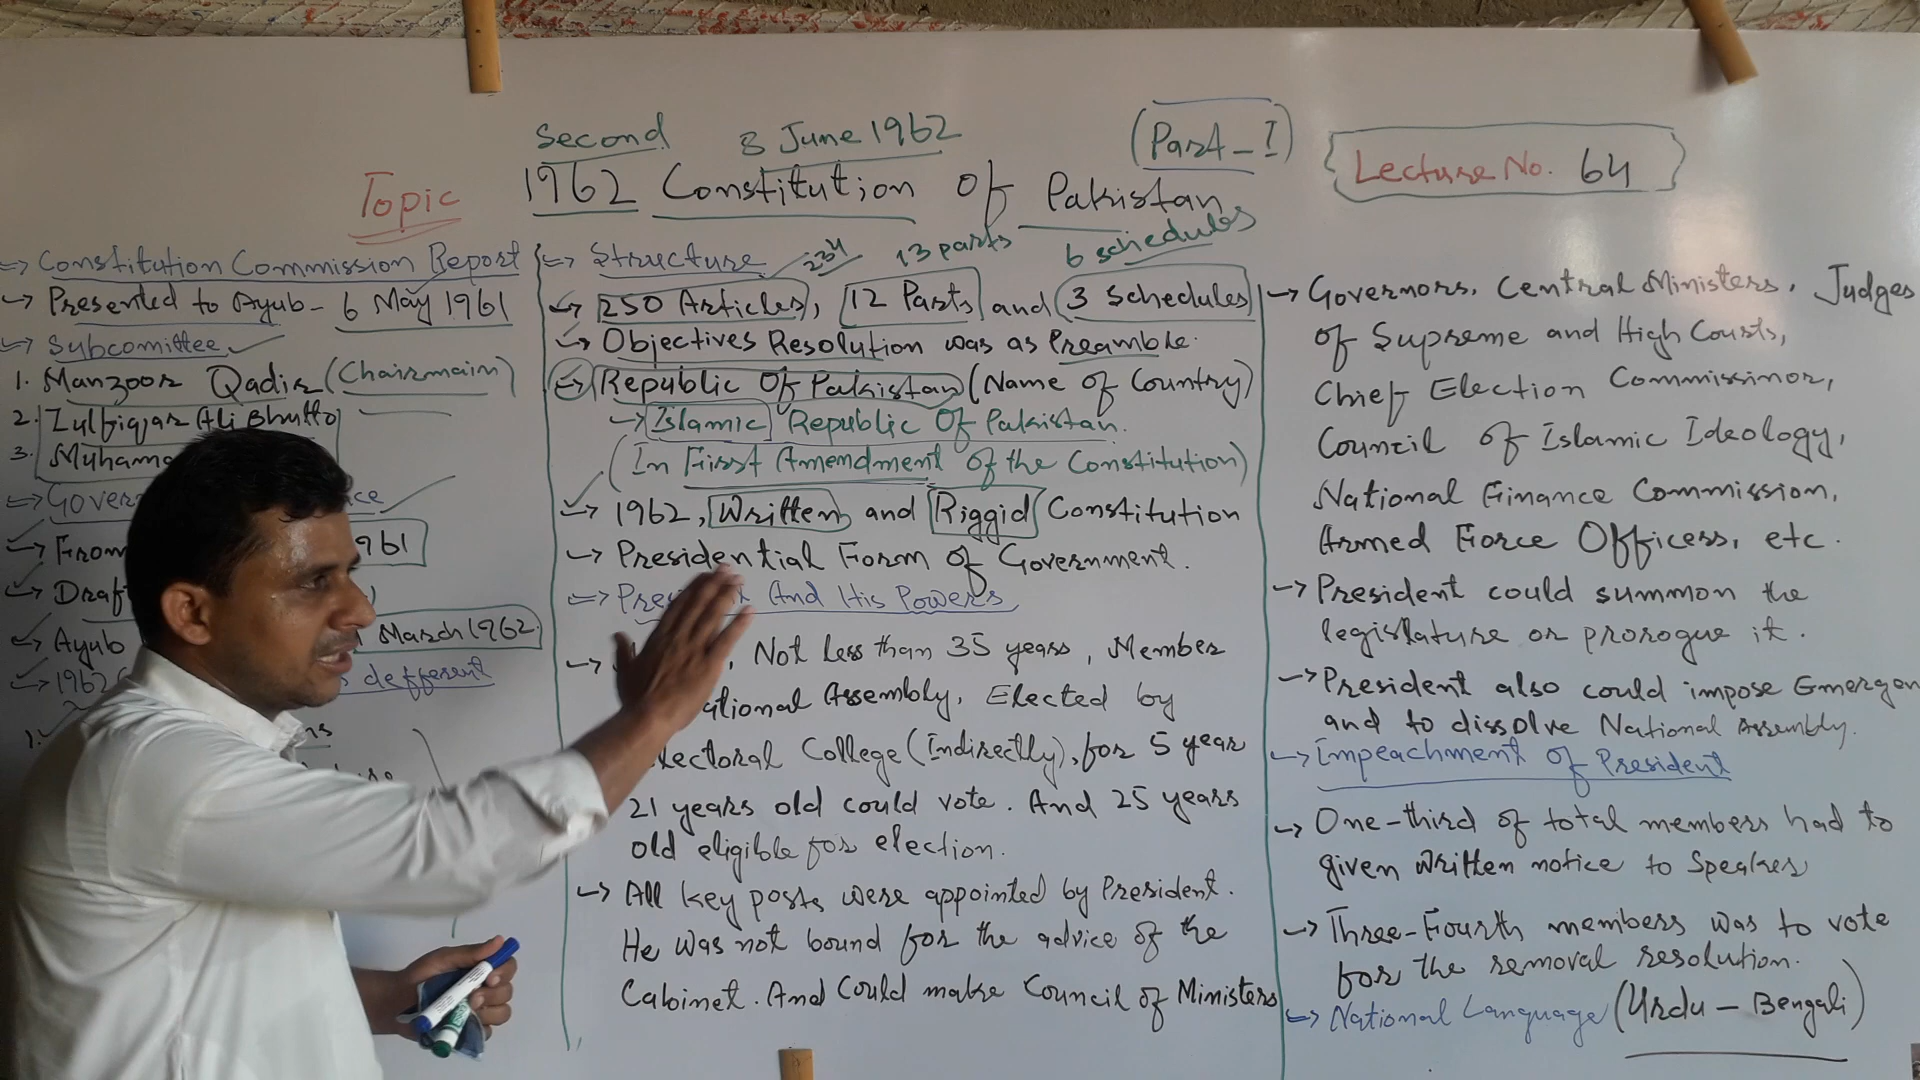 Second 8 June 1962
(Part-I)
Lecture No. 64
Topic
1962 Constitution Of Pakistan
⇒ Constitution Commission Report
→ Presented to Ayub- 6 May 1961
⇒ Subcomittee
1. Manzoor Qadir (Chairmain)
2. Zulfiqar Ali Bhutto
3.
⇒
→ From 1961
→
→ Ayub March 1962
→ 1962 defferent
1.
⇒ Structure 234 13 parts 6 schedules
→ 250 Articles, 12 Parts and 3 Schedules
→ Objectives Resolution was as Preamble.
→ Republic Of Pakistan (Name of Country)
→ Islamic Republic Of Pakistan.
(In First Amendment of the Constitution)
→ 1962, Written and Riggid Constitution
→ Presidential Form of Government.
⇒ President And His Powers
→ , Not Less than 35 years, Member
National Assembly, Elected by
Electoral College (Indirectly), for 5 year
21 years old could vote. And 25 years
old eligible for election.
→ All key posts were appointed by President.
He was not bound for the advice of the
Cabinet. And Could make Council of Ministers
→ Governors, Central Ministers, Judges
of Supreme and High Courts,
Chief Election Commissinor,
Council of Islamic Ideology,
National Finance Commission,
Armed Force Officers, etc.
→ President could summon the
legislature or prorogue it.
→ President also could impose Emergen
and to dissolve National Assembly.
→ Impeachment of President
→ One-third of total members had to
given written notice to Speaker
→ Three-Fourth members was to vote
for the removal resolution.
⇒ National Language (Urdu - Bengali)